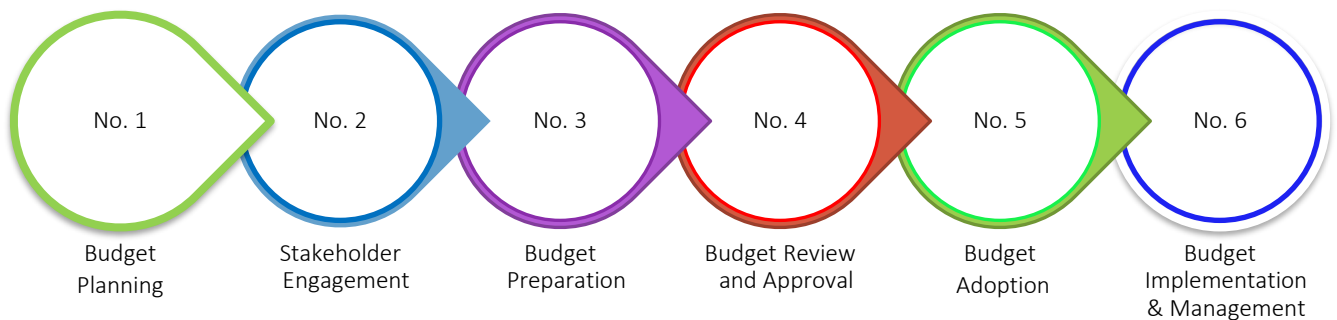 No. 1
Budget
Planning
No. 2
Stakeholder
Engagement
No. 3
Budget
Preparation
No. 4
Budget Review
and Approval
No. 5
Budget
Adoption
No. 6
Budget
Implementation
& Management